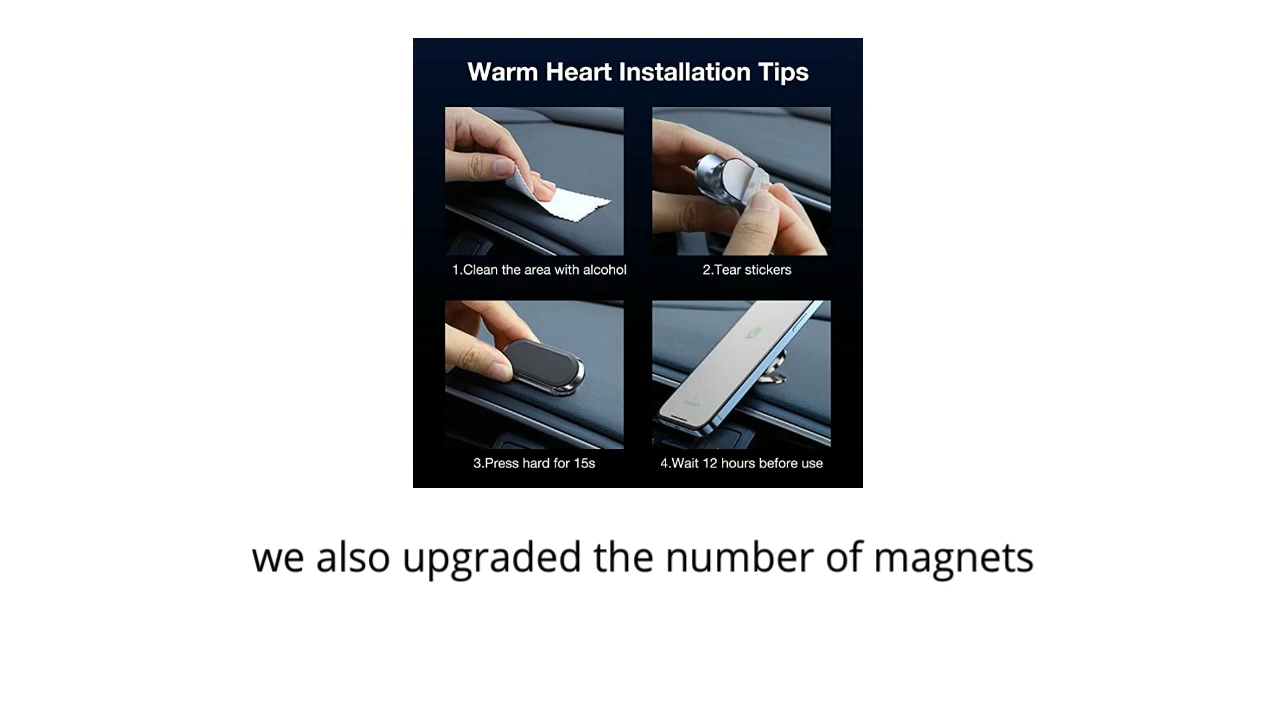 Warm Heart Installation Tips
1.Clean the area with alcohol
2.Tear stickers
3.Press hard for 15s
4.Wait 12 hours before use
we also upgraded the number of magnets